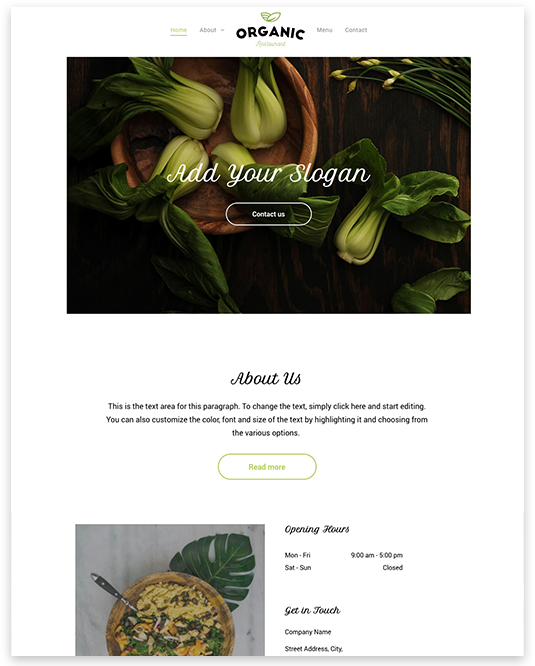 Home About ORGANIC Menu Contact
Restaurant
Add Your Slogan
Contact us
About Us
This is the text area for this paragraph. To change the text, simply click here and start editing.
You can also customize the color, font and size of the text by highlighting it and choosing from
the various options.
Read more
Opening Hours
Mon - Fri 9:00 am - 5:00 pm
Sat - Sun Closed
Get in Touch
Company Name
Street Address, City,